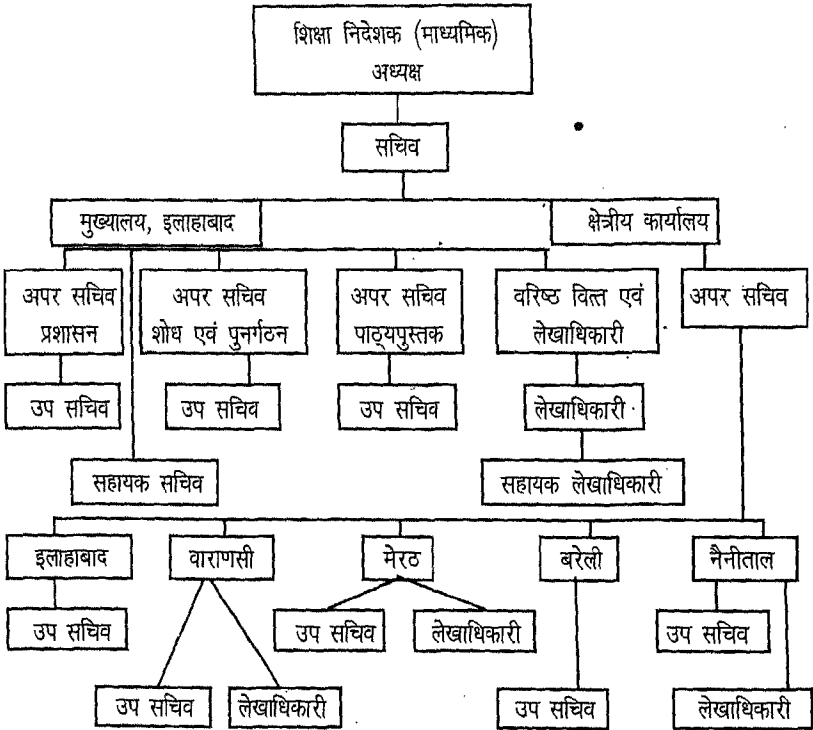 शिक्षा निदेशक (माध्यमिक)
अध्यक्ष
सचिव
मुख्यालय, इलाहाबाद
क्षेत्रीय कार्यालय
अपर सचिव
प्रशासन
अपर सचिव
शोध एवं पुनर्गठन
अपर सचिव
पाठ्यपुस्तक
वरिष्ठ वित्त एवं
लेखाधिकारी
अपर सचिव
उप सचिव
उप सचिव
उप सचिव
लेखाधिकारी
सहायक सचिव
सहायक लेखाधिकारी
इलाहाबाद
वाराणसी
मेरठ
बरेली
नैनीताल
उप सचिव
उप सचिव
लेखाधिकारी
उप सचिव
उप सचिव
लेखाधिकारी
उप सचिव
लेखाधिकारी